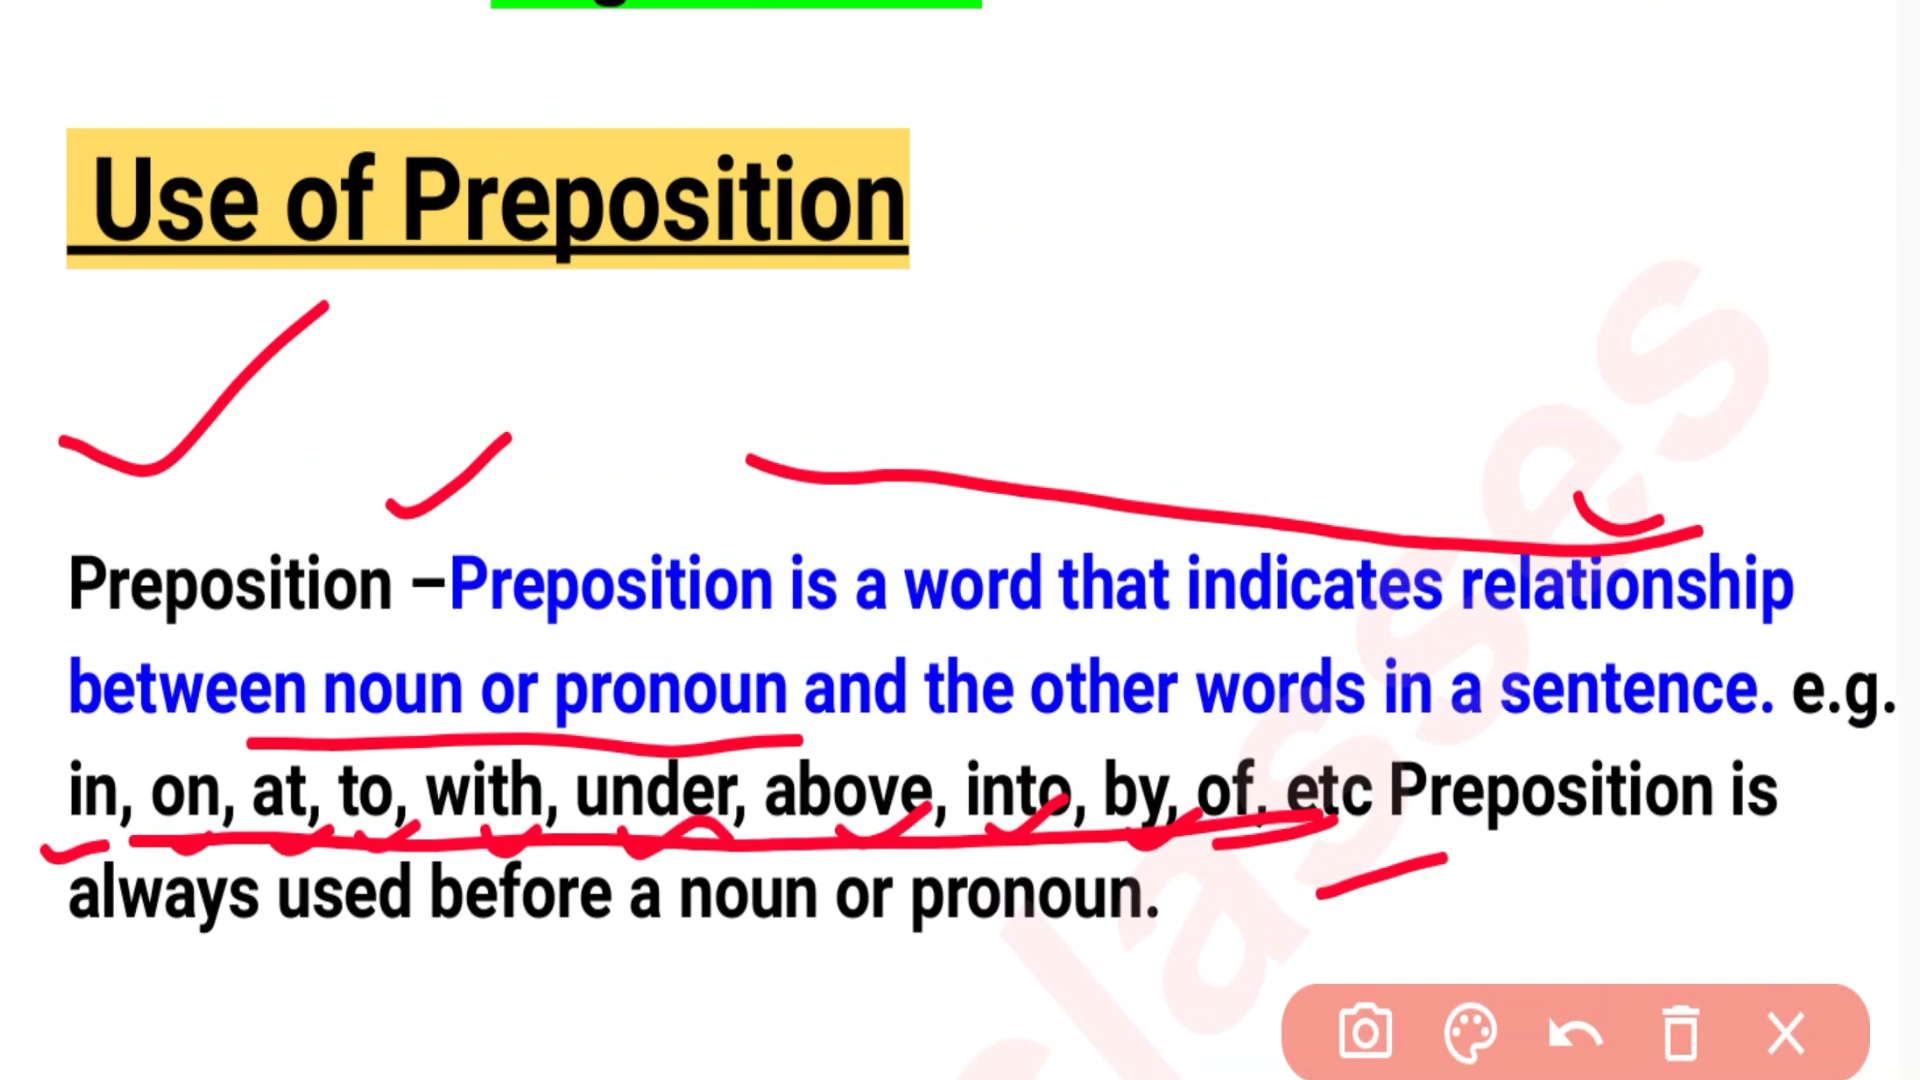 Use of Preposition
Preposition –Preposition is a word that indicates relationship
between noun or pronoun and the other words in a sentence. e.g.
in, on, at, to, with, under, above, into, by, of, etc Preposition is
always used before a noun or pronoun.
classes